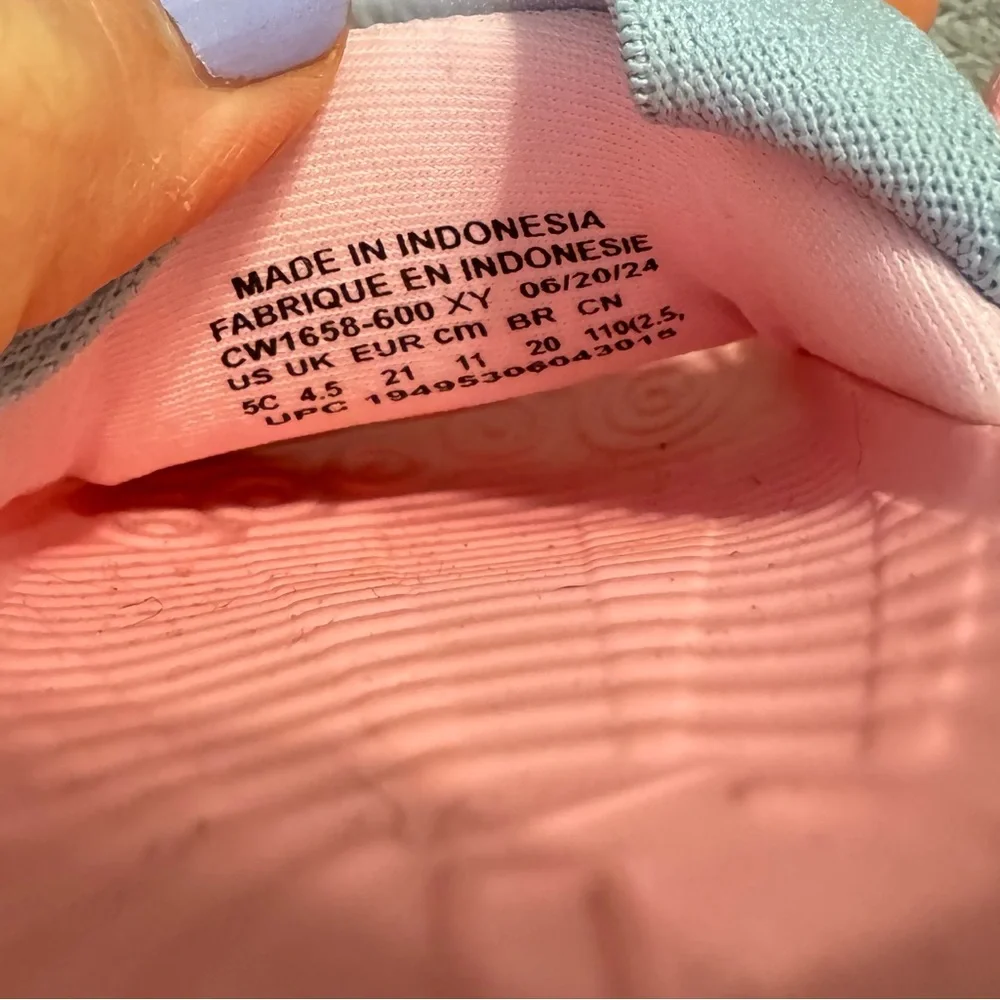 MADE IN INDONESIA
FABRIQUE EN INDONESIE
CW1658-600 XY 06/20/24
US UK EUR cm BR CN
5C 4.5 21 11 20 110(2.5,
UPC 19495306043016